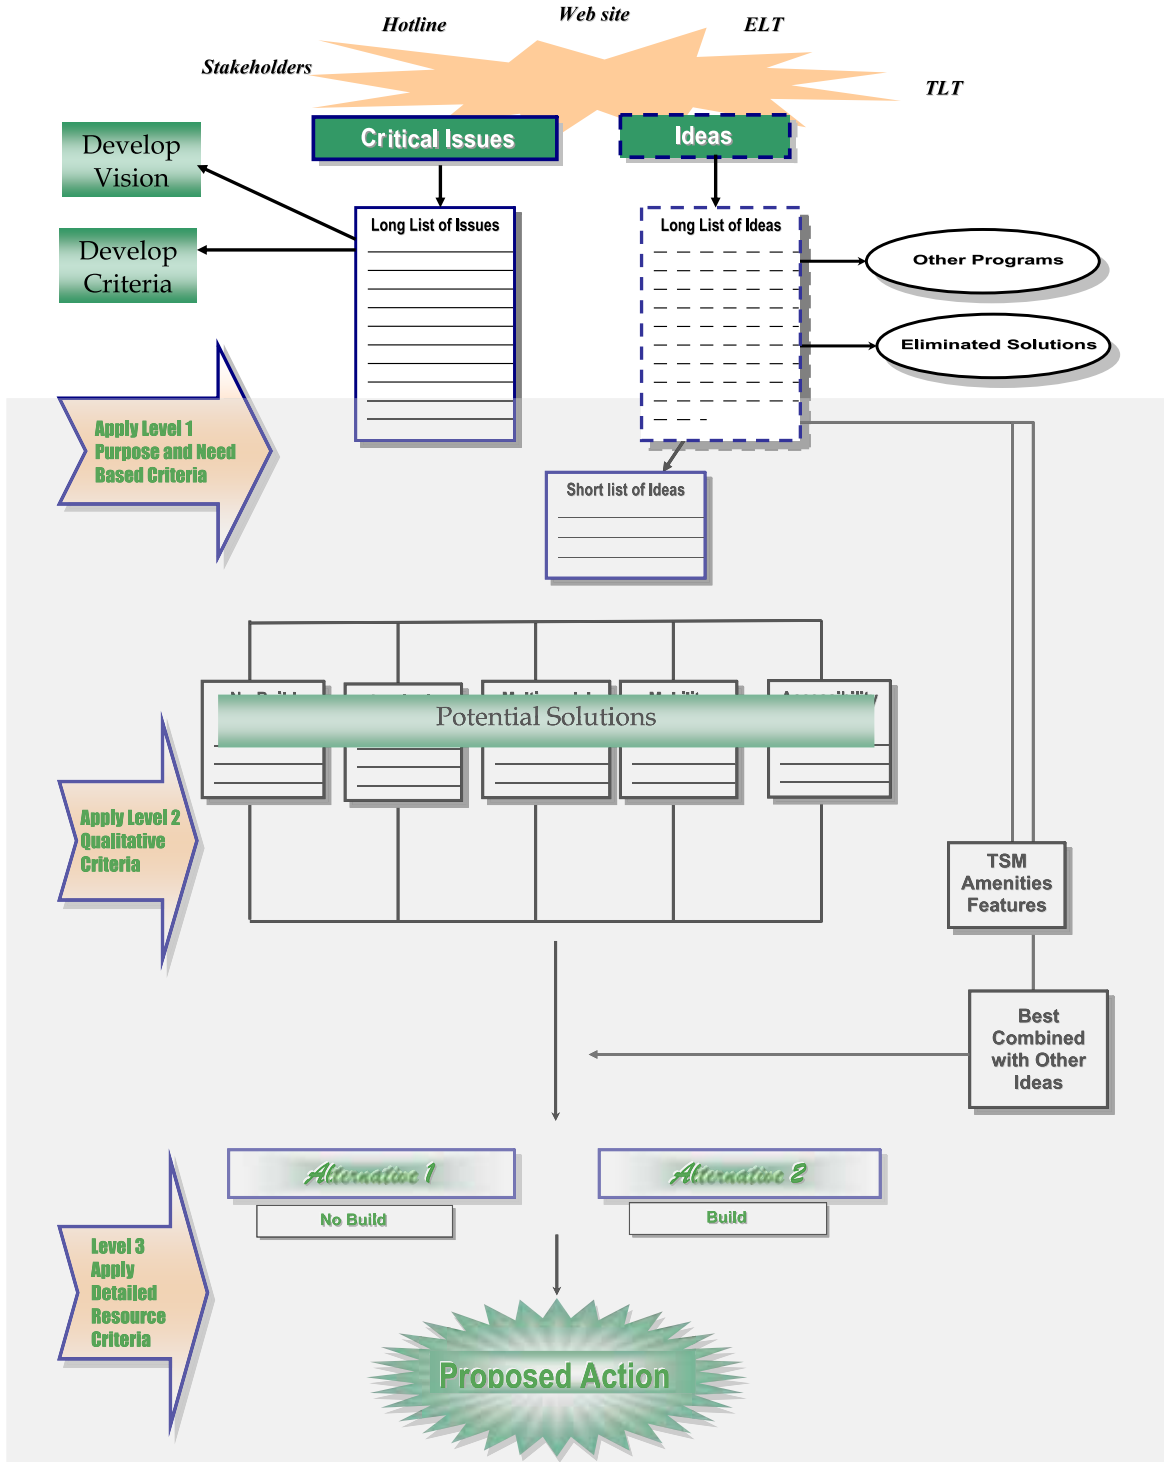 Web site
Hotline
ELT
Stakeholders
TLT
Critical Issues
Ideas
Develop
Vision
Long List of Issues
Long List of Ideas
Develop
Criteria
Other Programs
Eliminated Solutions
Apply Level 1
Purpose and Need
Based Criteria
Short list of Ideas
Potential Solutions
Apply Level 2
Qualitative
Criteria
TSM
Amenities
Features
Best
Combined
with Other
Ideas
Alternative 1
Alternative 2
No Build
Build
Level 3
Apply
Detailed
Resource
Criteria
Proposed Action